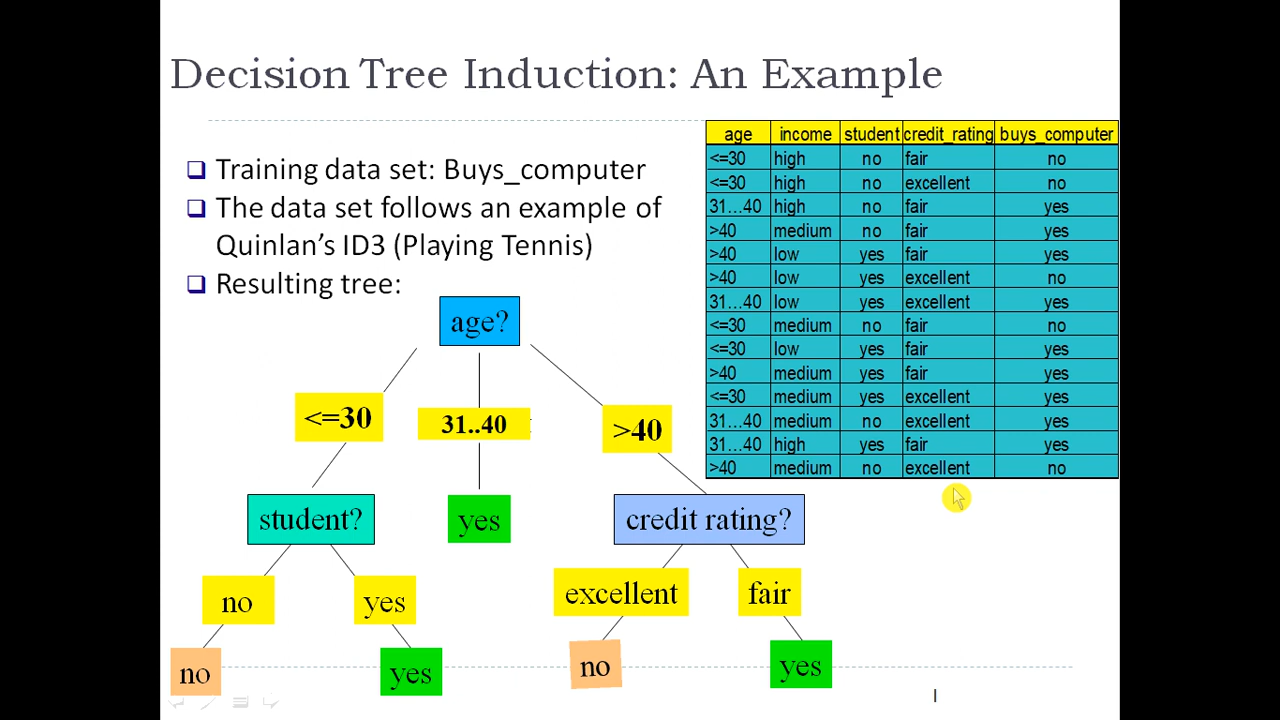 Decision Tree Induction: An Example
❑ Training data set: Buys_computer
❑ The data set follows an example of
Quinlan's ID3 (Playing Tennis)
❑ Resulting tree:
age income student credit_rating buys_computer
<=30 high no fair no
<=30 high no excellent no
31…40 high no fair yes
>40 medium no fair yes
>40 low yes fair yes
>40 low yes excellent no
31…40 low yes excellent yes
<=30 medium no fair no
<=30 low yes fair yes
>40 medium yes fair yes
<=30 medium yes excellent yes
31…40 medium no excellent yes
31…40 high yes fair yes
>40 medium no excellent no
age?
<=30 31..40 >40
student? yes credit rating?
no yes excellent fair
no yes no yes